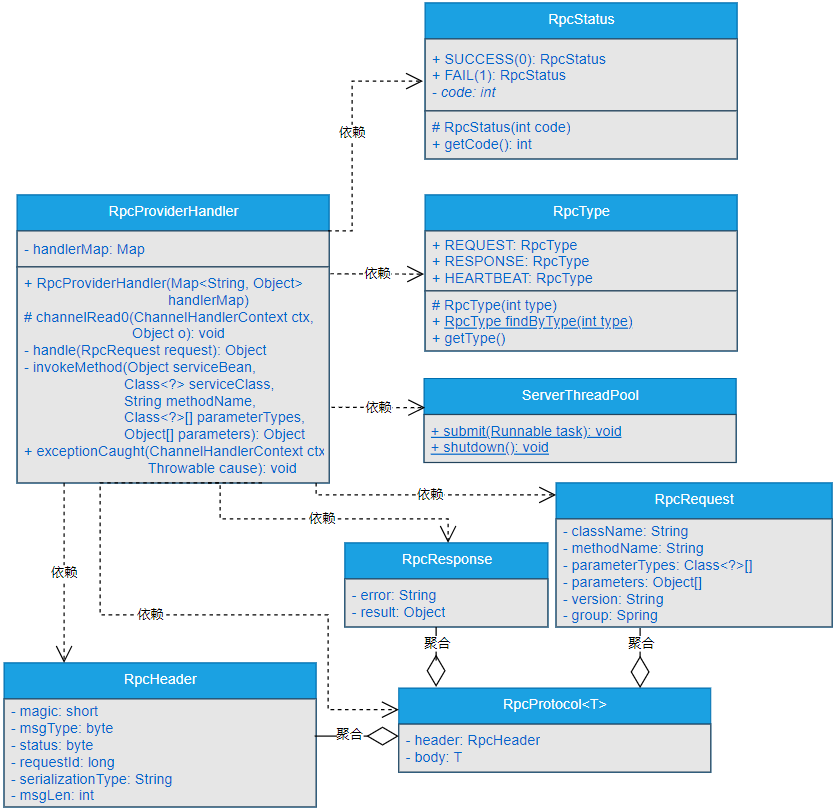 RpcStatus
+ SUCCESS(0): RpcStatus
+ FAIL(1): RpcStatus
- code: int
# RpcStatus(int code)
+ getCode(): int
依赖
RpcProviderHandler
- handlerMap: Map
+ RpcProviderHandler(Map<String, Object>
handlerMap)
# channelRead0(ChannelHandlerContext ctx,
Object o): void
- handle(RpcRequest request): Object
- invokeMethod(Object serviceBean,
Class<?> serviceClass,
String methodName,
Class<?>[] parameterTypes,
Object[] parameters): Object
+ exceptionCaught(ChannelHandlerContext ctx
Throwable cause): void
依赖
RpcType
+ REQUEST: RpcType
+ RESPONSE: RpcType
+ HEARTBEAT: RpcType
# RpcType(int type)
+ RpcType findByType(int type)
+ getType()
依赖
ServerThreadPool
+ submit(Runnable task): void
+ shutdown(): void
依赖
RpcRequest
- className: String
- methodName: String
- parameterTypes: Class<?>[]
- parameters: Object[]
- version: String
- group: Spring
依赖
RpcResponse
- error: String
- result: Object
依赖
依赖
聚合
聚合
RpcHeader
- magic: short
- msgType: byte
- status: byte
- requestId: long
- serializationType: String
- msgLen: int
聚合
RpcProtocol<T>
- header: RpcHeader
- body: T